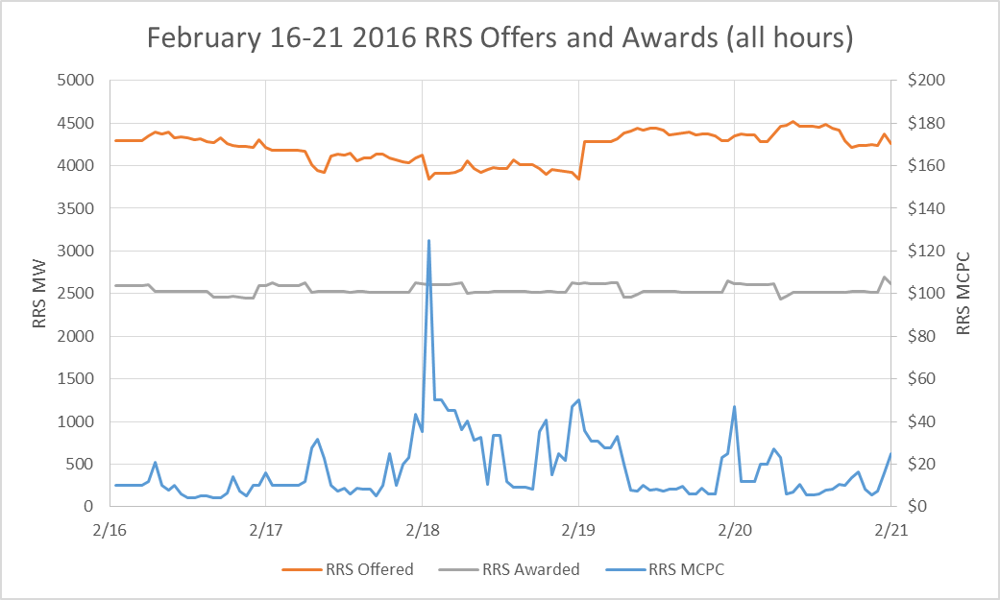 February 16-21 2016 RRS Offers and Awards (all hours)
5000 $200
4500 $180
4000 $160
3500 $140
3000 $120
2500 $100
2000 $80
1500 $60
1000 $40
500 $20
0 $0
RRS MW
RRS MCPC
2/16 2/17 2/18 2/19 2/20 2/21
RRS Offered RRS Awarded RRS MCPC